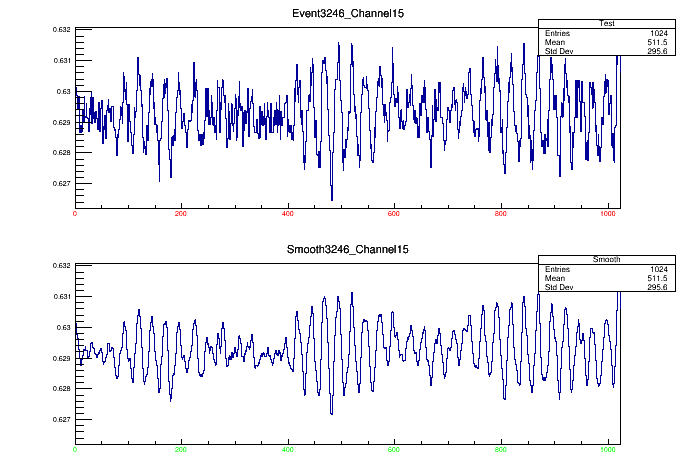 Event3246_Channel15
Test
Entries 1024
Mean 511.5
Std Dev 295.6
0.632
0.631
0.63
0.629
0.628
0.627
0 200 400 600 800 1000
Smooth3246_Channel15
Smooth
Entries 1024
Mean 511.5
Std Dev 295.6
0.632
0.631
0.63
0.629
0.628
0.627
0 200 400 600 800 1000